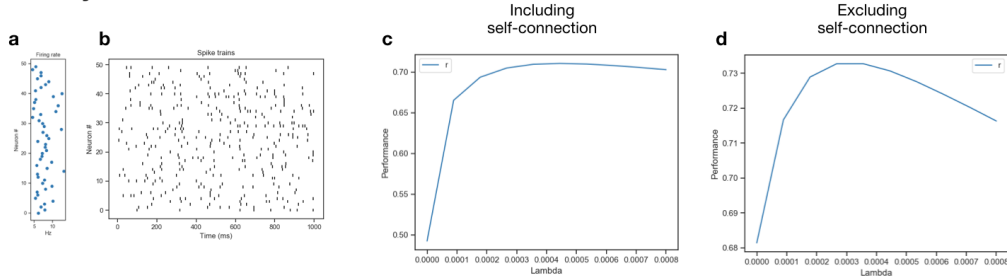 Including
self-connection
Excluding
self-connection
a
Firing rate
50
40
30
20
10
0
Neuron #
5
10
Hz
b
Spike trains
50
40
30
20
10
0
Neuron #
0
200
400
600
800
1000
Time (ms)
c
r
0.70
0.65
0.60
0.55
0.50
Performance
0.0000
0.0001
0.0002
0.0003
0.0004
0.0005
0.0006
0.0007
0.0008
Lambda
d
r
0.73
0.72
0.71
0.70
0.69
0.68
Performance
0.0000
0.0001
0.0002
0.0003
0.0004
0.0005
0.0006
0.0007
0.0008
Lambda